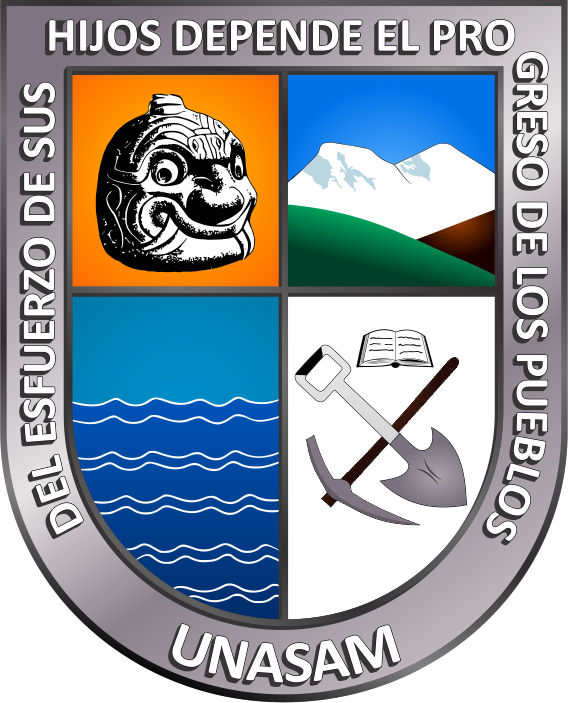 DEL ESFUERZO DE SUS
HIJOS DEPENDE EL PRO
GRESO DE LOS PUEBLOS
UNASAM